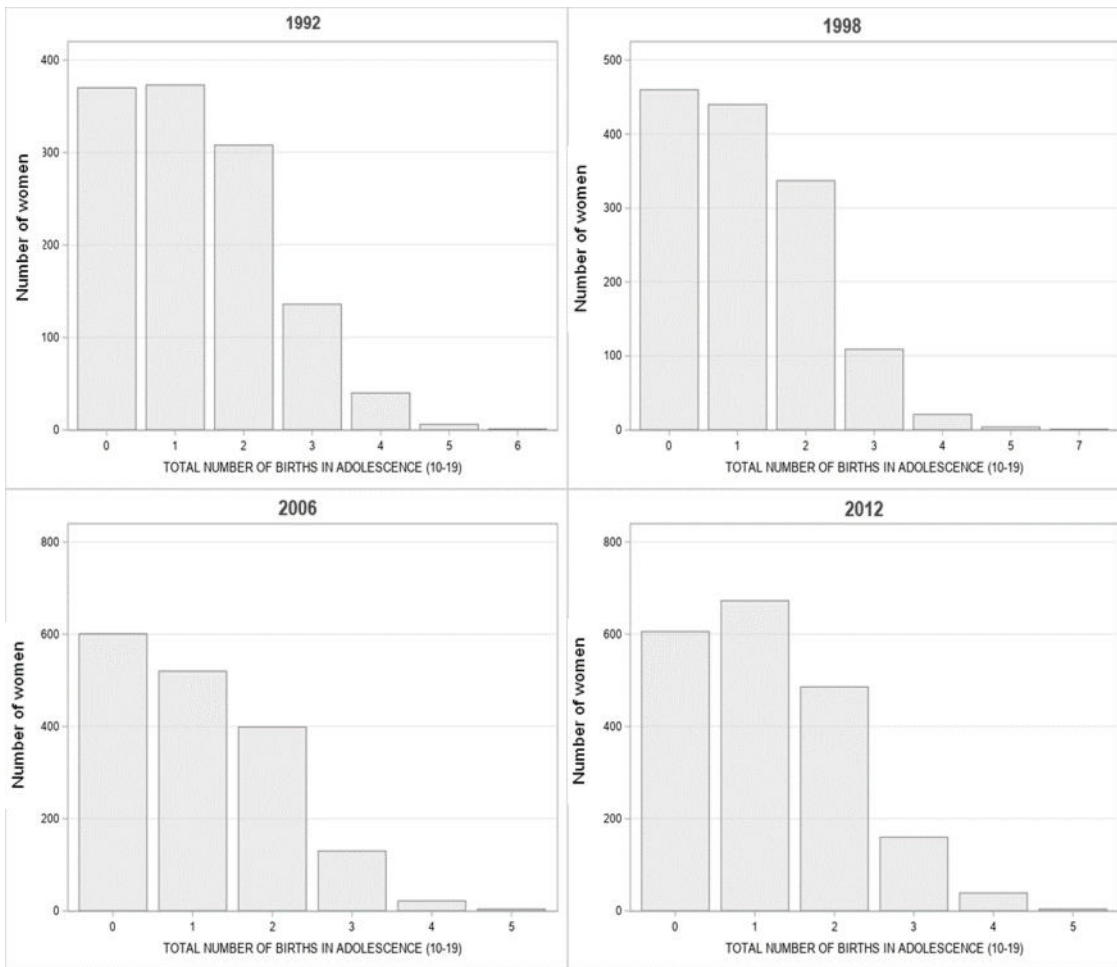 1992
400
300
200
100
0
Number of women
0 1 2 3 4 5 6
TOTAL NUMBER OF BIRTHS IN ADOLESCENCE (10-19)
1998
500
400
300
200
100
0
Number of women
0 1 2 3 4 5 7
TOTAL NUMBER OF BIRTHS IN ADOLESCENCE (10-19)
2006
800
600
400
200
0
Number of women
0 1 2 3 4 5
TOTAL NUMBER OF BIRTHS IN ADOLESCENCE (10-19)
2012
800
600
400
200
0
Number of women
0 1 2 3 4 5
TOTAL NUMBER OF BIRTHS IN ADOLESCENCE (10-19)